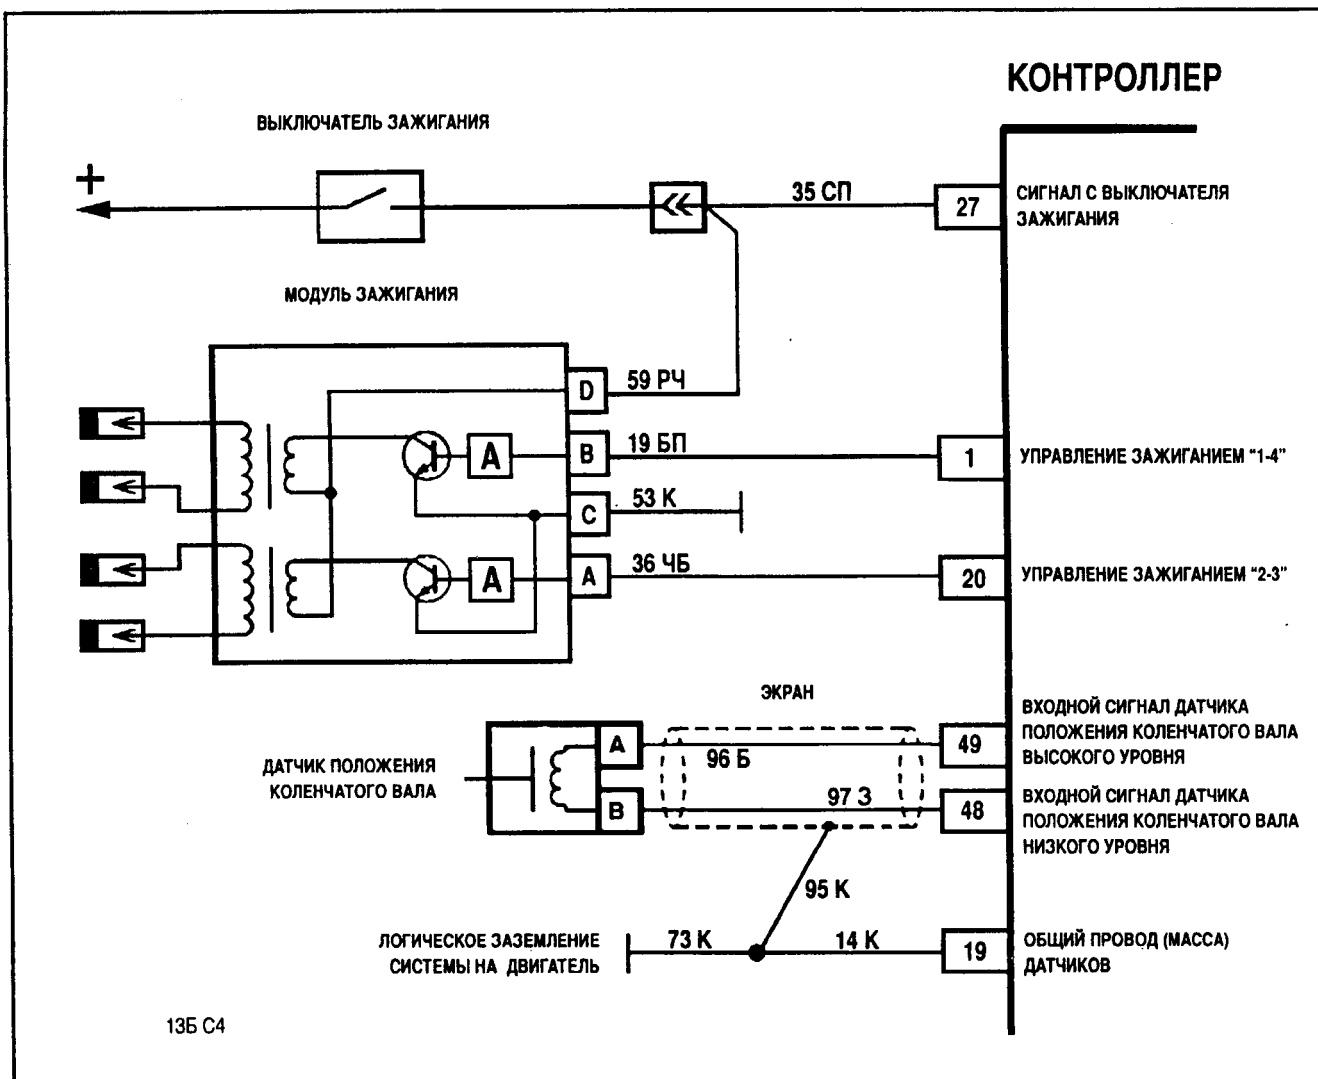 КОНТРОЛЛЕР
ВЫКЛЮЧАТЕЛЬ ЗАЖИГАНИЯ
+
35 СП
27
СИГНАЛ С ВЫКЛЮЧАТЕЛЯ
ЗАЖИГАНИЯ
МОДУЛЬ ЗАЖИГАНИЯ
D
59 РЧ
A
B
19 БП
1
УПРАВЛЕНИЕ ЗАЖИГАНИЕМ “1-4”
C
53 К
A
A
36 ЧБ
20
УПРАВЛЕНИЕ ЗАЖИГАНИЕМ “2-3”
ЭКРАН
ДАТЧИК ПОЛОЖЕНИЯ
КОЛЕНЧАТОГО ВАЛА
A
96 Б
49
ВХОДНОЙ СИГНАЛ ДАТЧИКА
ПОЛОЖЕНИЯ КОЛЕНЧАТОГО ВАЛА
ВЫСОКОГО УРОВНЯ
B
97 З
48
ВХОДНОЙ СИГНАЛ ДАТЧИКА
ПОЛОЖЕНИЯ КОЛЕНЧАТОГО ВАЛА
НИЗКОГО УРОВНЯ
95 К
ЛОГИЧЕСКОЕ ЗАЗЕМЛЕНИЕ
СИСТЕМЫ НА ДВИГАТЕЛЬ
73 К
14 К
19
ОБЩИЙ ПРОВОД (МАССА)
ДАТЧИКОВ
13Б С4